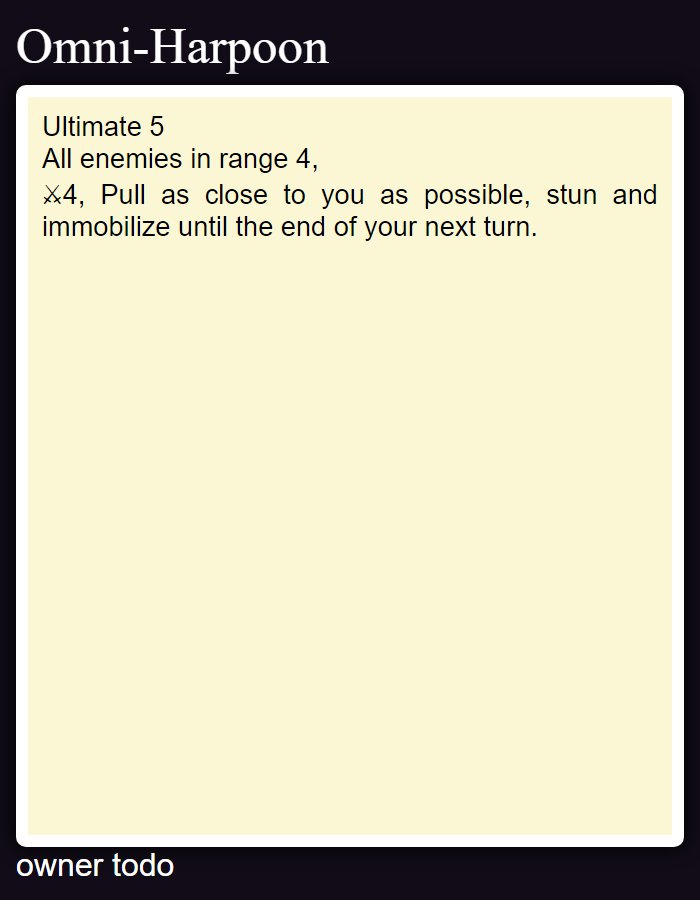 Omni-Harpoon
Ultimate 5
All enemies in range 4,
⚔4, Pull as close to you as possible, stun and
immobilize until the end of your next turn.
owner todo